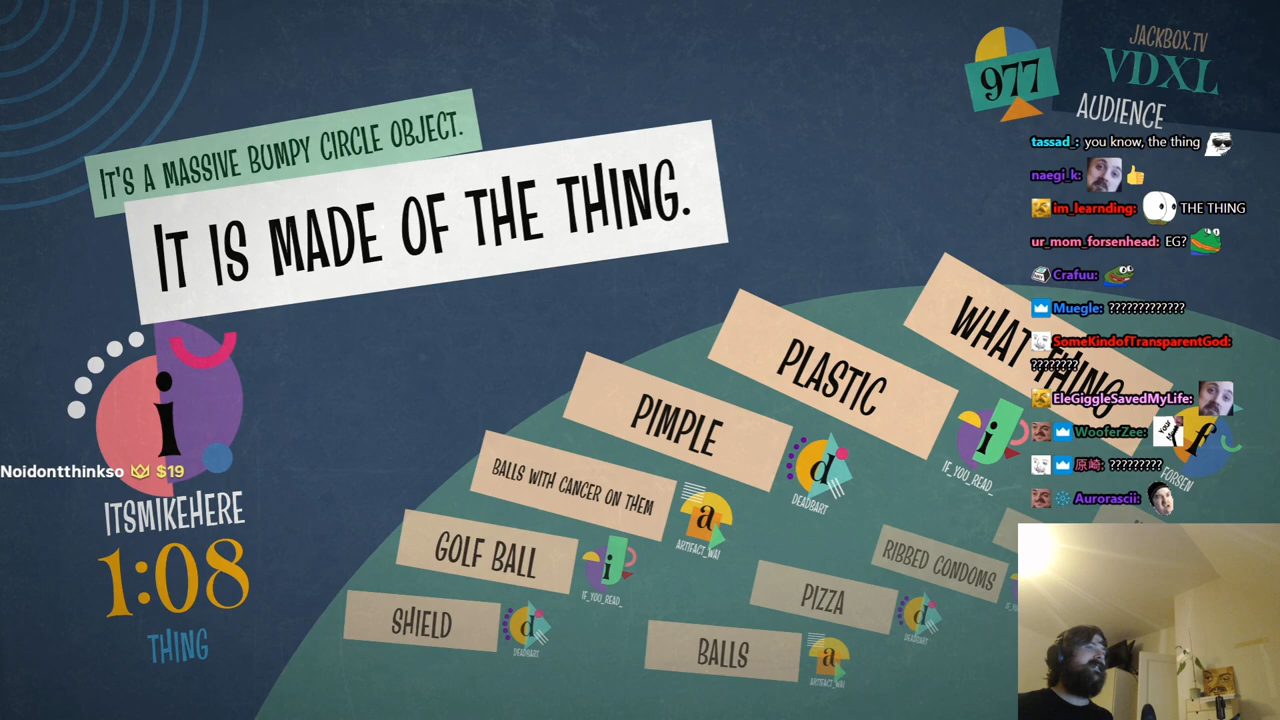 IT'S A MASSIVE BUMPY CIRCLE OBJECT.
IT IS MADE OF THE THING.
i
ITSMIKEHERE
1:08
THING
Noidontthinkso $19
977
JACKBOX.TV
VDXL
AUDIENCE
WHAT THING
f
FORSEN
PLASTIC
i
IF_YOU_READ_
PIMPLE
d
DEADBART
BALLS WITH CANCER ON THEM
a
ARTIFACT_WAI
GOLF BALL
i
IF_YOU_READ_
SHIELD
d
DEADBART
RIBBED CONDOMS
PIZZA
d
DEADBART
BALLS
a
ARTIFACT_WAI
tassad_: you know, the thing
naegi_k:
im_learnding: THE THING
ur_mom_forsenhead: EG?
Crafuu:
Muegle: ?????????????
SomeKindofTransparentGod:
????????
EleGiggleSavedMyLife:
WooferZee:
原崎: ?????????
Aurorascii: